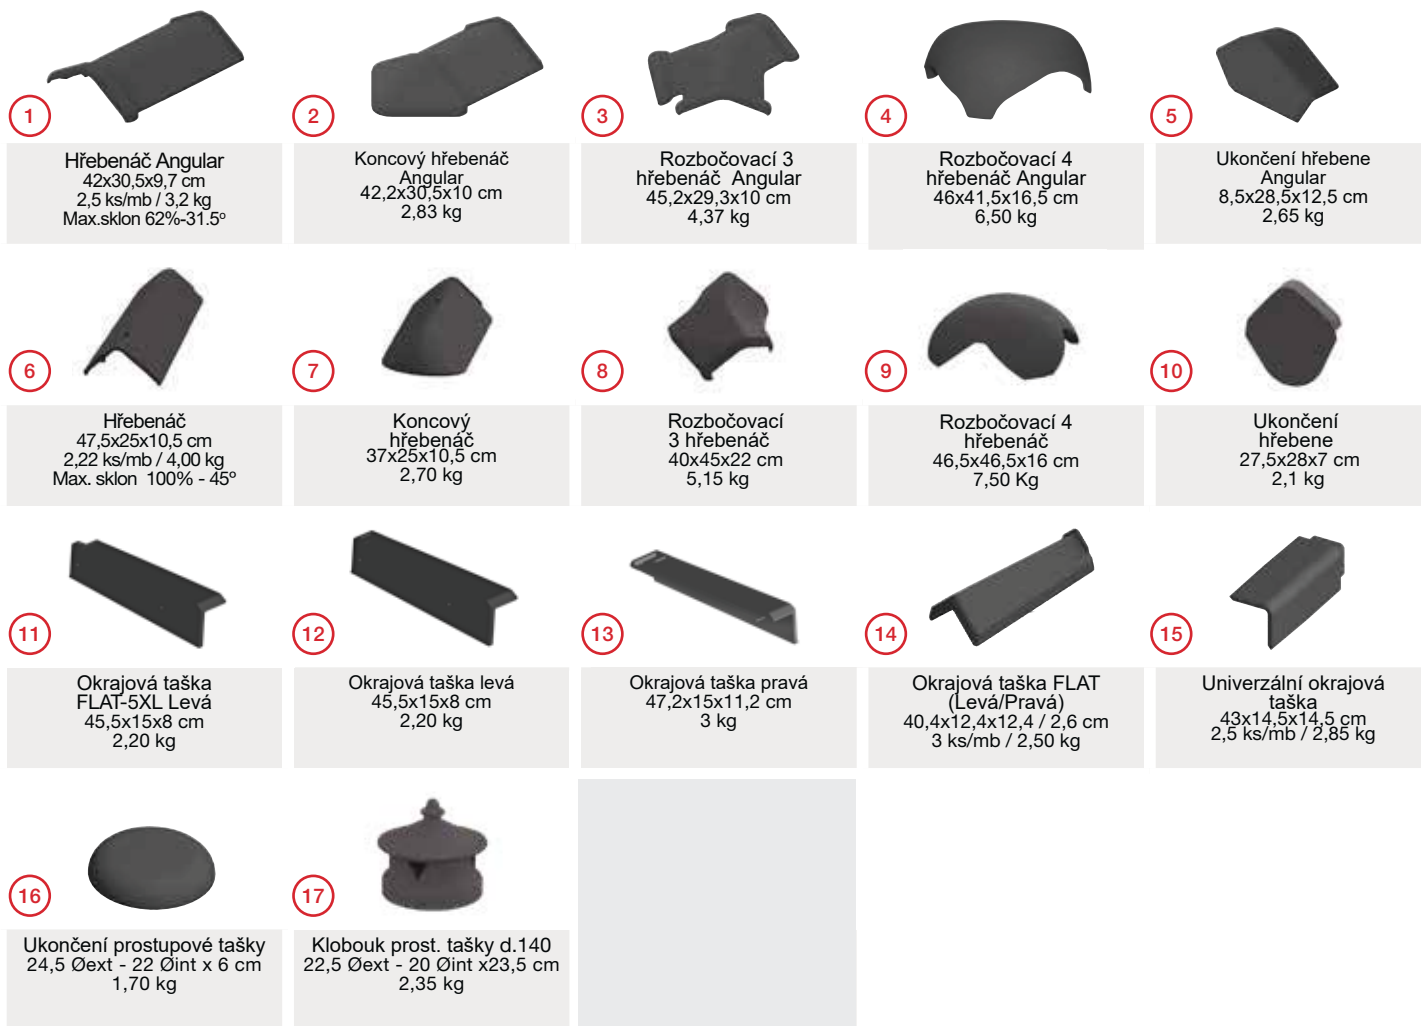 1
Hřebenáč Angular
42x30,5x9,7 cm
2,5 ks/mb / 3,2 kg
Max.sklon 62%-31.5º
2
Koncový hřebenáč
Angular
42,2x30,5x10 cm
2,83 kg
3
Rozbočovací 3
hřebenáč Angular
45,2x29,3x10 cm
4,37 kg
4
Rozbočovací 4
hřebenáč Angular
46x41,5x16,5 cm
6,50 kg
5
Ukončení hřebene
Angular
8,5x28,5x12,5 cm
2,65 kg
6
Hřebenáč
47,5x25x10,5 cm
2,22 ks/mb / 4,00 kg
Max. sklon 100% - 45º
7
Koncový
hřebenáč
37x25x10,5 cm
2,70 kg
8
Rozbočovací
3 hřebenáč
40x45x22 cm
5,15 kg
9
Rozbočovací 4
hřebenáč
46,5x46,5x16 cm
7,50 Kg
10
Ukončení
hřebene
27,5x28x7 cm
2,1 kg
11
Okrajová taška
FLAT-5XL Levá
45,5x15x8 cm
2,20 kg
12
Okrajová taška levá
45,5x15x8 cm
2,20 kg
13
Okrajová taška pravá
47,2x15x11,2 cm
3 kg
14
Okrajová taška FLAT
(Levá/Pravá)
40,4x12,4x12,4 / 2,6 cm
3 ks/mb / 2,50 kg
15
Univerzální okrajová
taška
43x14,5x14,5 cm
2,5 ks/mb / 2,85 kg
16
Ukončení prostupové tašky
24,5 Øext - 22 Øint x 6 cm
1,70 kg
17
Klobouk prost. tašky d.140
22,5 Øext - 20 Øint x23,5 cm
2,35 kg